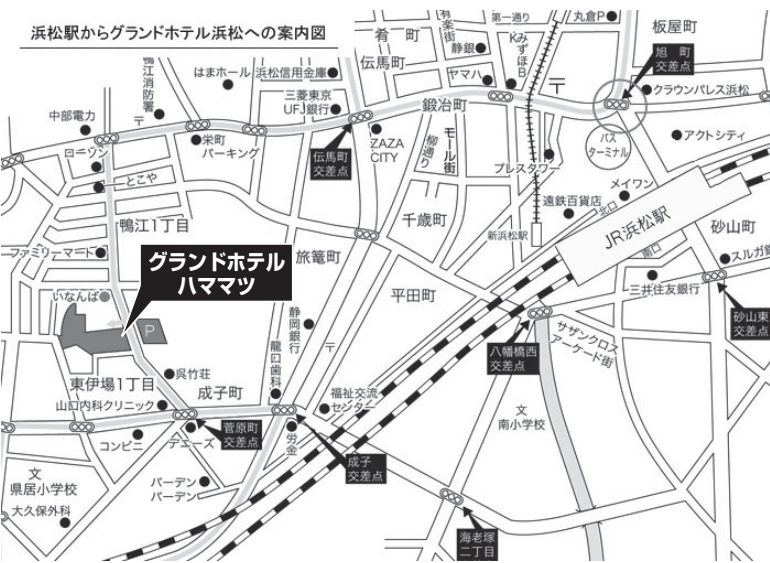 浜松駅からグランドホテル浜松への案内図
鴨江
消防署
はまホール
浜松信用金庫
肴町
伝馬町
有楽街
静銀
ヤマハ
みずほB
K
第一通り
丸倉P
板屋町
旭町
交差点
クラウンパレス浜松
中部電力
〒
三菱東京
UFJ銀行
鍛冶町
〒
バス
ターミナル
アクトシティ
ローソン
栄町
パーキング
伝馬町
交差点
ZAZA
CITY
柳通り
モール街
プレスタワー
とこや
遠鉄百貨店
メイワン
北口
JR浜松駅
鴨江1丁目
千歳町
新浜松駅
南口
砂山町
ファミリーマート
グランドホテル
ハママツ
旅篭町
スルガ銀
三井住友銀行
いなんば
P
平田町
静岡銀行
〒
砂山東
交差点
サザンクロス
アーケード街
八幡橋西
交差点
龍口歯科
呉竹荘
東伊場1丁目
成子町
福祉交流
センター
山口内科クリニック
文
南小学校
コンビニ
デニーズ
菅原町
交差点
労金
成子
交差点
文
県居小学校
バーデン
バーデン
大久保外科
海老塚
二丁目